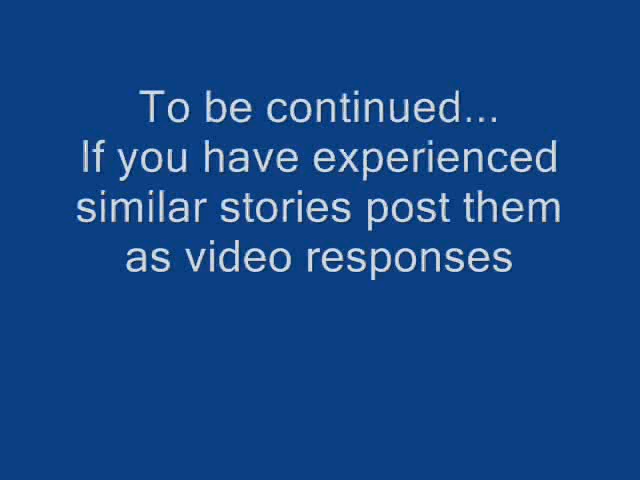 To be continued...
If you have experienced
similar stories post them
as video responses